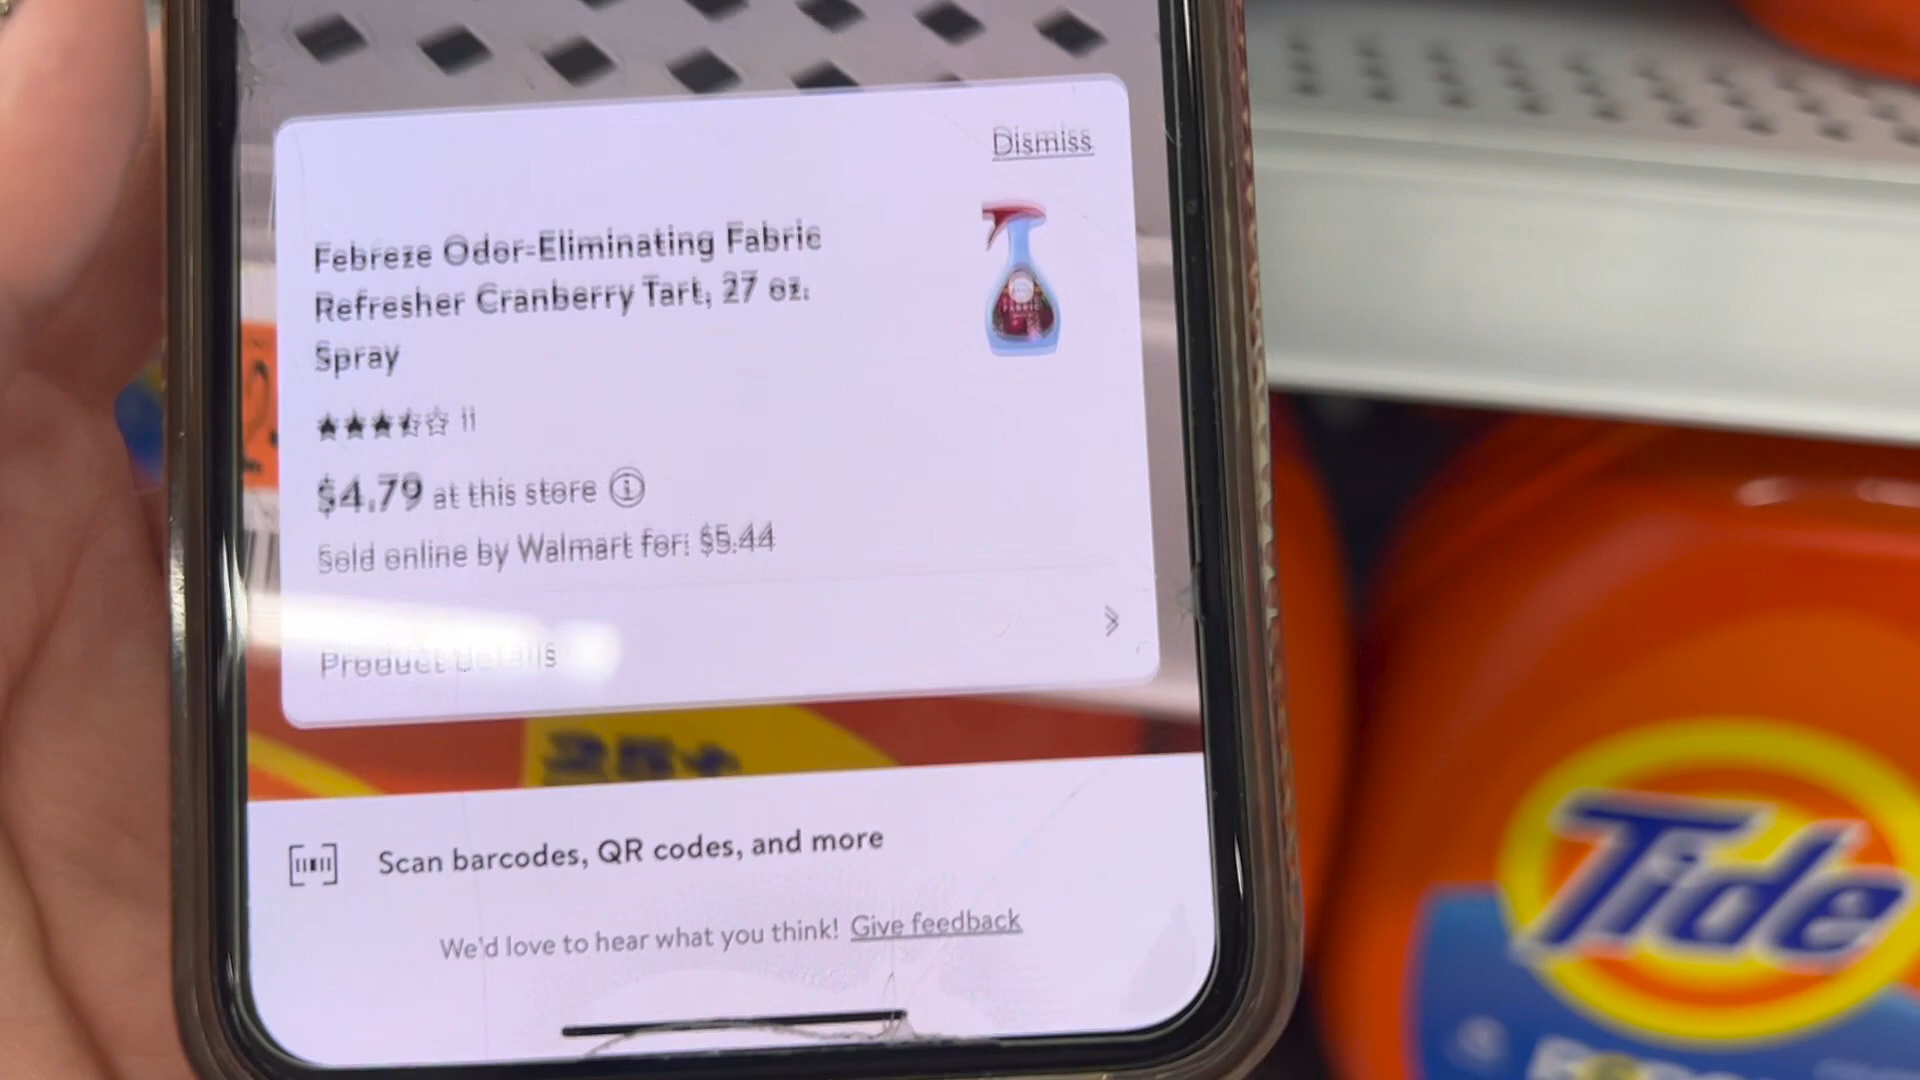 Dismiss
Febreze Odor-Eliminating Fabric
Refresher Cranberry Tart, 27 oz.
Spray
11
$4.79 at this store
Sold online by Walmart for: $5.44
Product details
Scan barcodes, QR codes, and more
We'd love to hear what you think! Give feedback
Tide